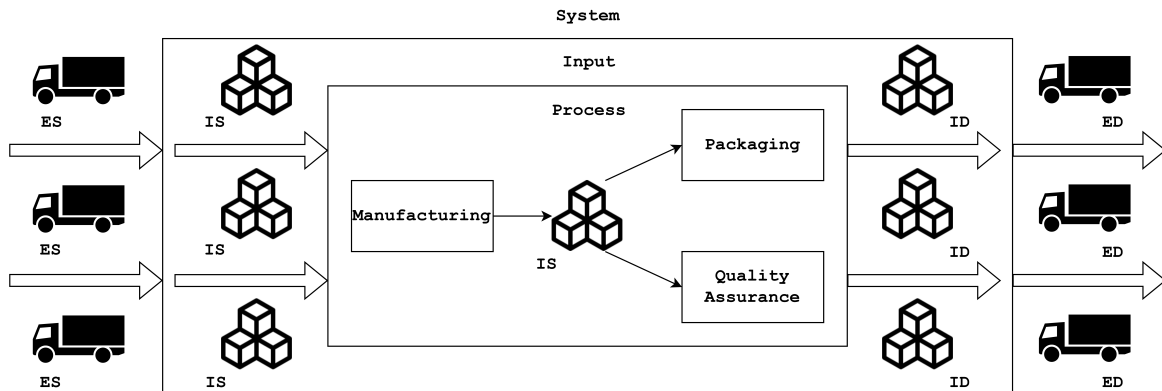 System
Input
Process
ES
IS
ID
ED
Packaging
Manufacturing
ES
IS
IS
ID
ED
Quality
Assurance
ES
IS
ID
ED